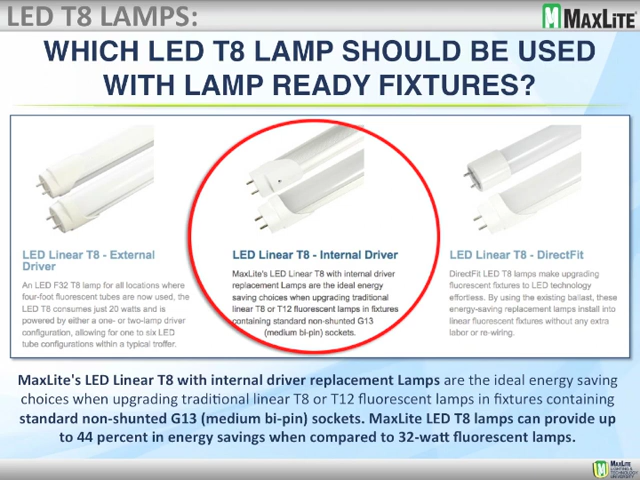 LED T8 LAMPS:
MAXLITE®
WHICH LED T8 LAMP SHOULD BE USED
WITH LAMP READY FIXTURES?
LED Linear T8 - External
Driver
An LED F32 T8 lamp for all locations where
four-foot fluorescent tubes are now used, the
LED T8 consumes just 20 watts and is
powered by either a one- or two-lamp driver
configuration, allowing for one to six LED
tube configurations within a typical troffer.
LED Linear T8 - Internal Driver
MaxLite's LED Linear T8 with internal driver
replacement Lamps are the ideal energy
saving choices when upgrading traditional
linear T8 or T12 fluorescent lamps in fixtures
containing standard non-shunted G13
(medium bi-pin) sockets.
LED Linear T8 - DirectFit
DirectFit LED T8 lamps make upgrading
fluorescent fixtures to LED technology
effortless. By using the existing ballast, these
energy-saving replacement lamps install into
linear fluorescent fixtures without any extra
labor or re-wiring.
MaxLite's LED Linear T8 with internal driver replacement Lamps are the ideal energy saving
choices when upgrading traditional linear T8 or T12 fluorescent lamps in fixtures containing
standard non-shunted G13 (medium bi-pin) sockets. MaxLite LED T8 lamps can provide up
to 44 percent in energy savings when compared to 32-watt fluorescent lamps.
MAXLITE
LIGHTING &
TECHNOLOGY
UNIVERSITY